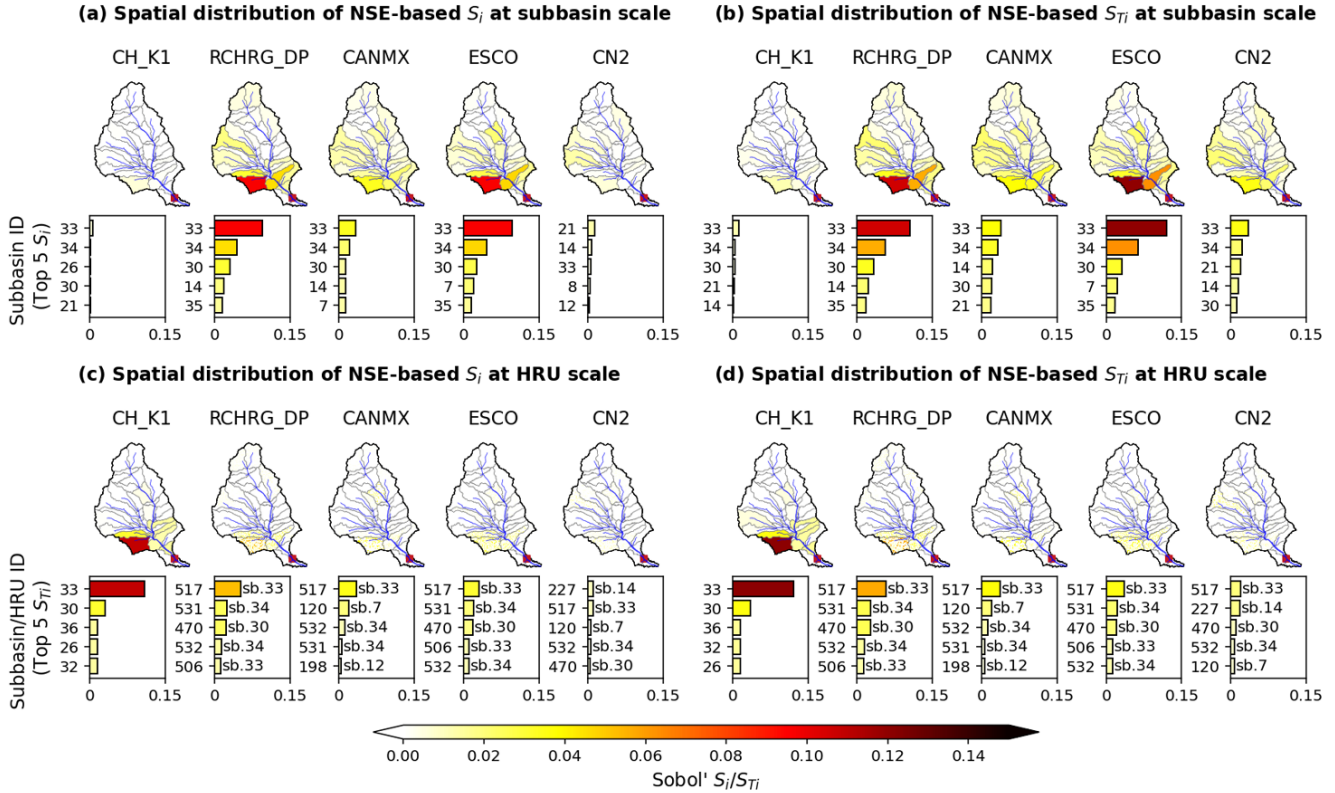 (a) Spatial distribution of NSE-based Si at subbasin scale
(b) Spatial distribution of NSE-based STi at subbasin scale
CH_K1 RCHRG_DP CANMX ESCO CN2
CH_K1 RCHRG_DP CANMX ESCO CN2
Subbasin ID
(Top 5 Si)
33 33 33 33 21
34 34 34 34 14
26 30 30 30 33
30 14 14 7 8
21 35 7 35 12
0 0.15 0 0.15 0 0.15 0 0.15 0 0.15
33 33 33 33 33
34 34 34 34 34
30 30 14 30 21
21 14 30 7 14
14 35 21 35 30
0 0.15 0 0.15 0 0.15 0 0.15 0 0.15
(c) Spatial distribution of NSE-based Si at HRU scale
(d) Spatial distribution of NSE-based STi at HRU scale
CH_K1 RCHRG_DP CANMX ESCO CN2
CH_K1 RCHRG_DP CANMX ESCO CN2
Subbasin/HRU ID
(Top 5 STi)
33 517 sb.33 517 sb.33 517 sb.33 227 sb.14
30 531 sb.34 120 sb.7 531 sb.34 517 sb.33
36 470 sb.30 532 sb.34 470 sb.30 120 sb.7
26 532 sb.34 531 sb.34 506 sb.33 532 sb.34
32 506 sb.33 198 sb.12 532 sb.34 470 sb.30
0 0.15 0 0.15 0 0.15 0 0.15 0 0.15
33 517 sb.33 517 sb.33 517 sb.33 517 sb.33
30 531 sb.34 120 sb.7 531 sb.34 227 sb.14
36 470 sb.30 532 sb.34 470 sb.30 470 sb.30
32 532 sb.34 531 sb.34 506 sb.33 532 sb.34
26 506 sb.33 198 sb.12 532 sb.34 120 sb.7
0 0.15 0 0.15 0 0.15 0 0.15 0 0.15
0.00 0.02 0.04 0.06 0.08 0.10 0.12 0.14
Sobol' Si/STi